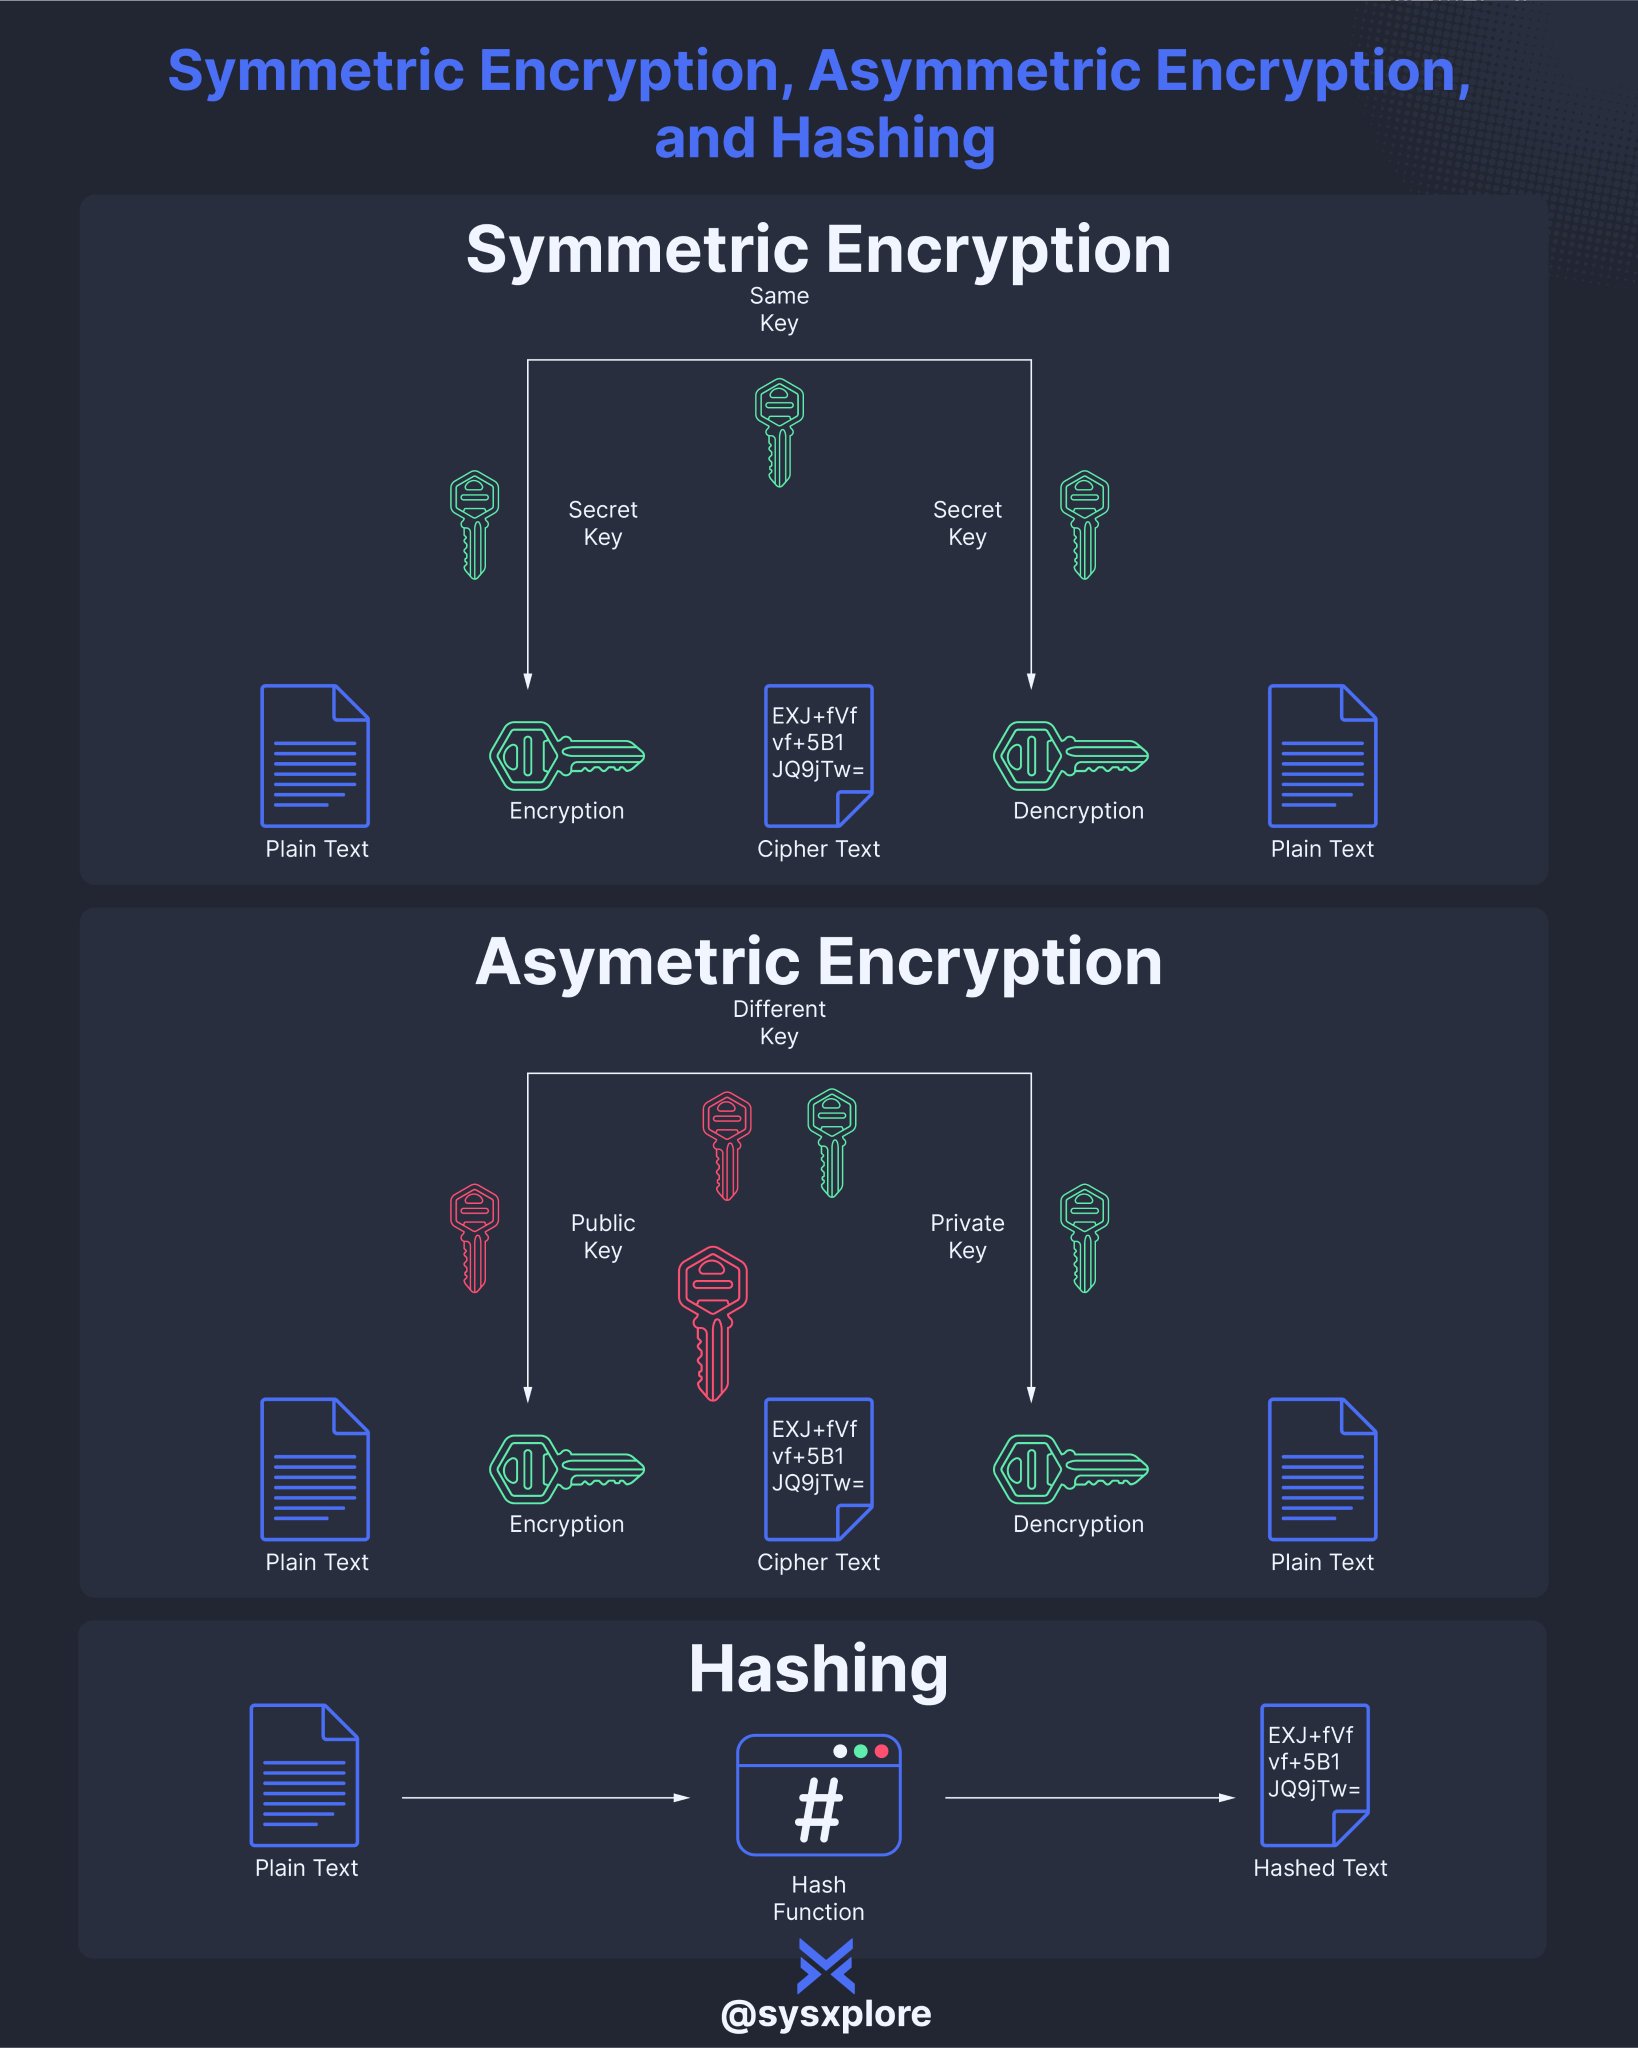 Symmetric Encryption, Asymmetric Encryption,
and Hashing
Symmetric Encryption
Same
Key
Secret
Key
Secret
Key
EXJ+fVf
vf+5B1
JQ9jTw=
Encryption
Dencryption
Plain Text
Cipher Text
Plain Text
Asymetric Encryption
Different
Key
Public
Key
Private
Key
EXJ+fVf
vf+5B1
JQ9jTw=
Encryption
Dencryption
Plain Text
Cipher Text
Plain Text
Hashing
#
EXJ+fVf
vf+5B1
JQ9jTw=
Plain Text
Hash
Function
Hashed Text
@sysxplore